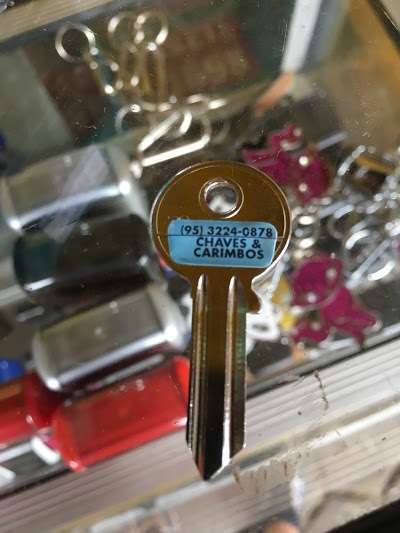 (95) 3224-0878
CHAVES &
CARIMBOS